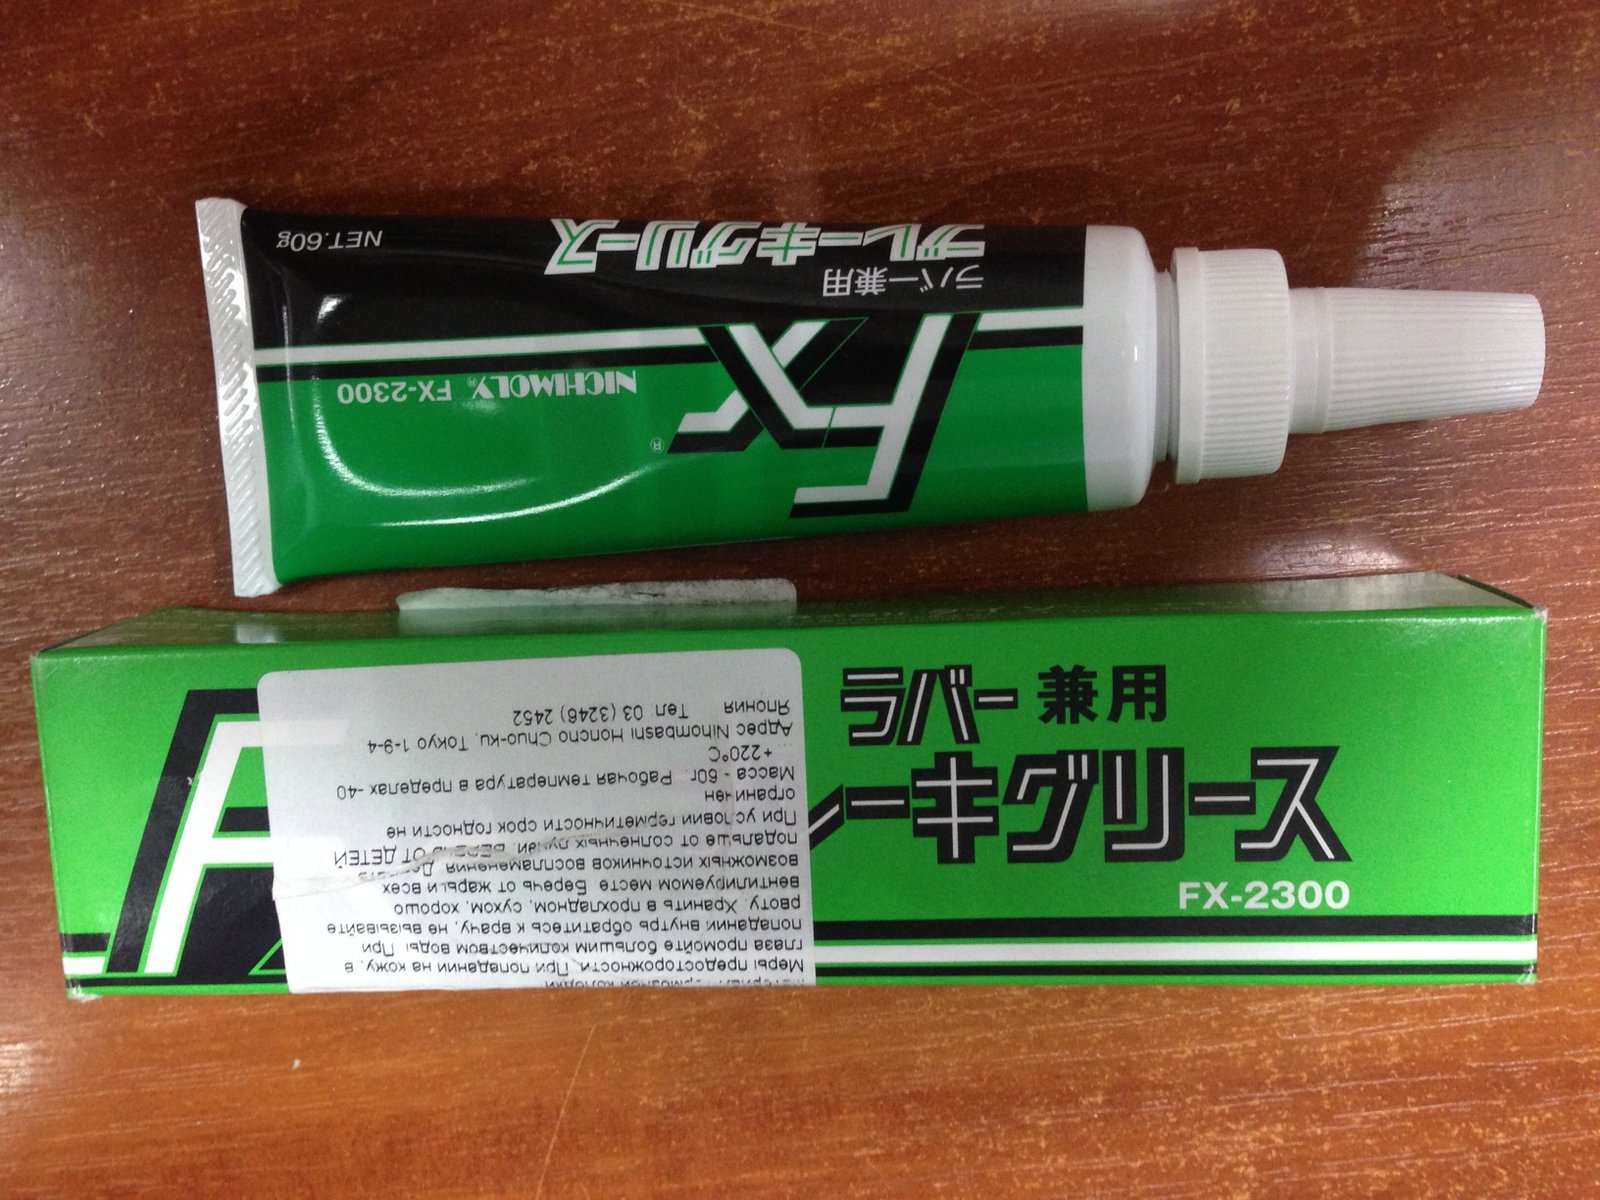 NET.60g
ラバー兼用
ブレーキグリース
Fx
®
NICHIMOLY® FX-2300
ラバー兼用
ーキグリース
FX-2300
Меры предосторожности. При попадании на кожу, в
глаза промойте большим количеством воды. При
попадании внутрь обратитесь к врачу, не вызывайте
рвоту. Хранить в прохладном, сухом, хорошо
вентилируемом месте. Беречь от жары и всех
возможных источников воспламенения.
подальше от солнечных лучей. БЕРЕЧЬ ОТ ДЕТЕЙ
При условии герметичности срок годности не
ограничен
Масса - 60г. Рабочая температура в пределах -40
+220°С
Адрес Nihombashi Honcho Chuo-ku, Tokyo 1-9-4
Япония Тел: 03 (3246) 2452